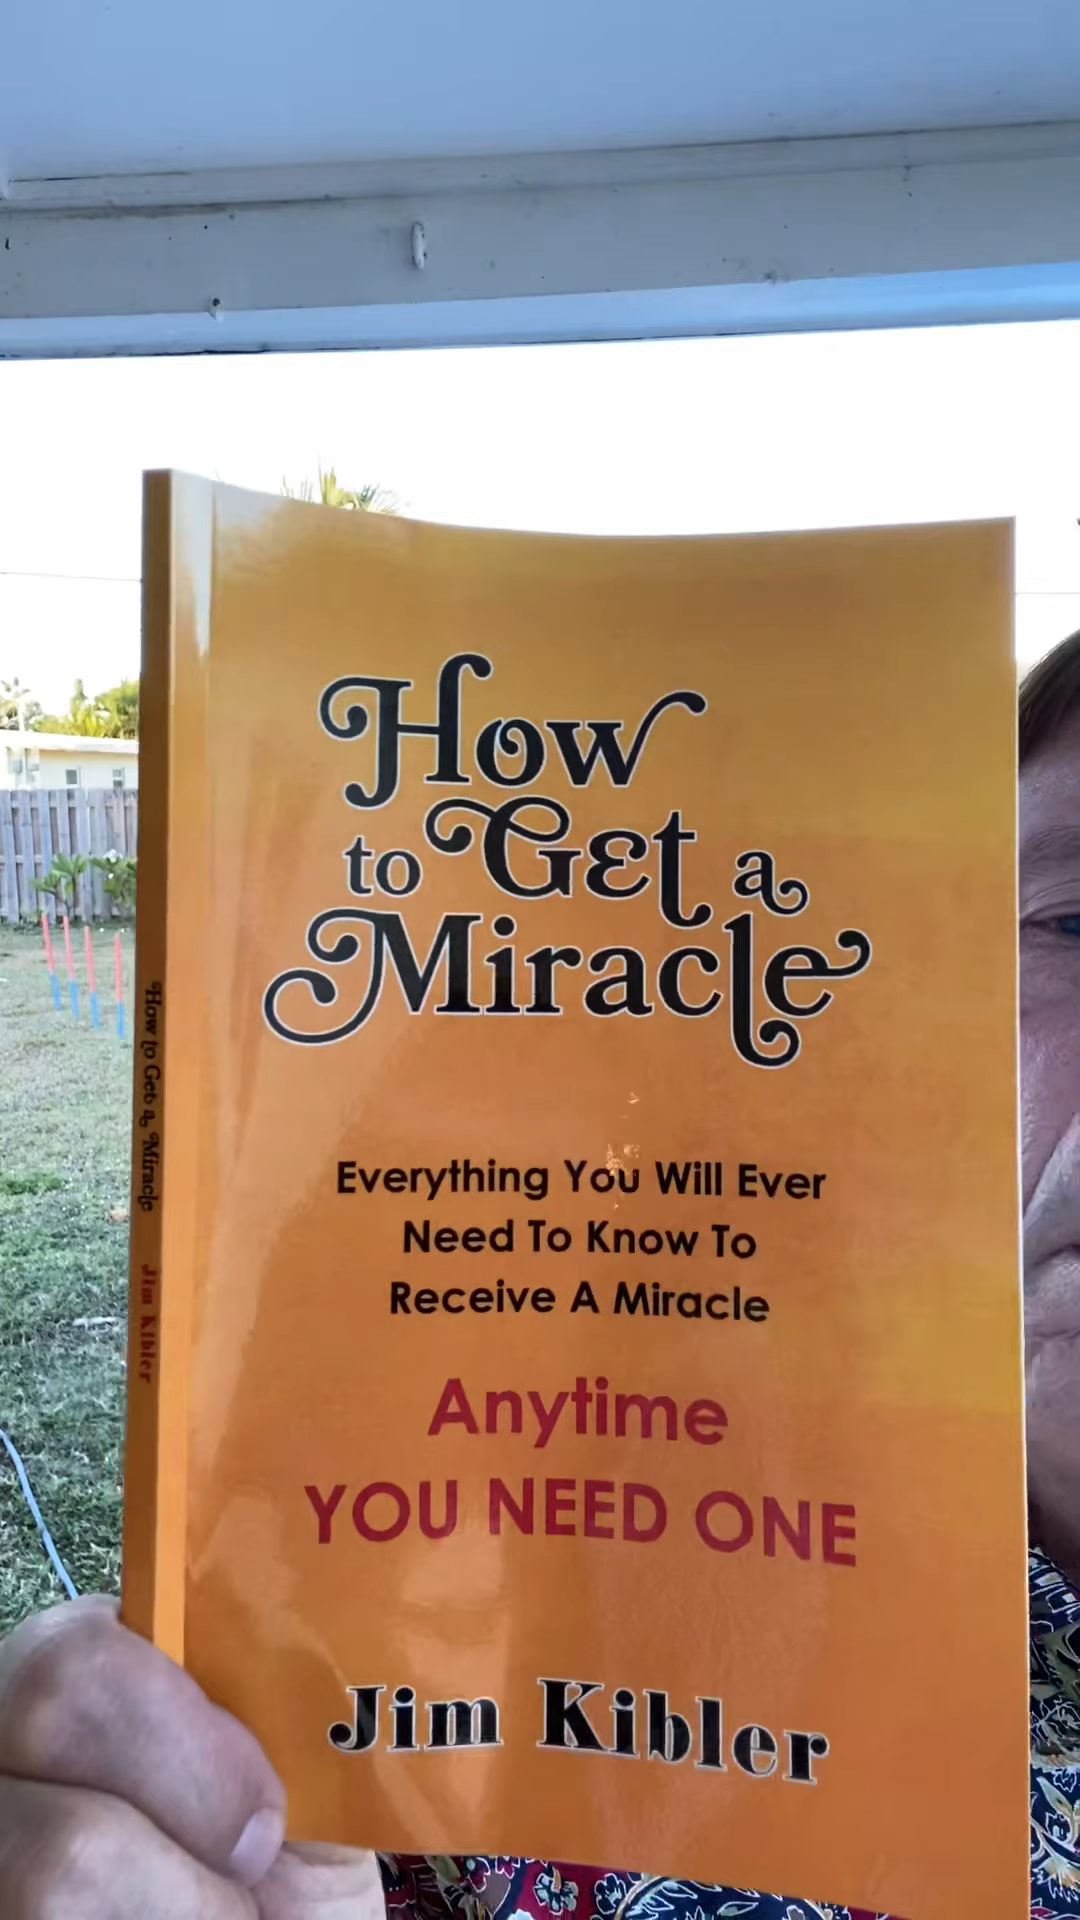 How
to Get a
Miracle
Everything You Will Ever
Need To Know To
Receive A Miracle
Anytime
YOU NEED ONE
Jim Kibler
How to Get a Miracle Jim Kibler